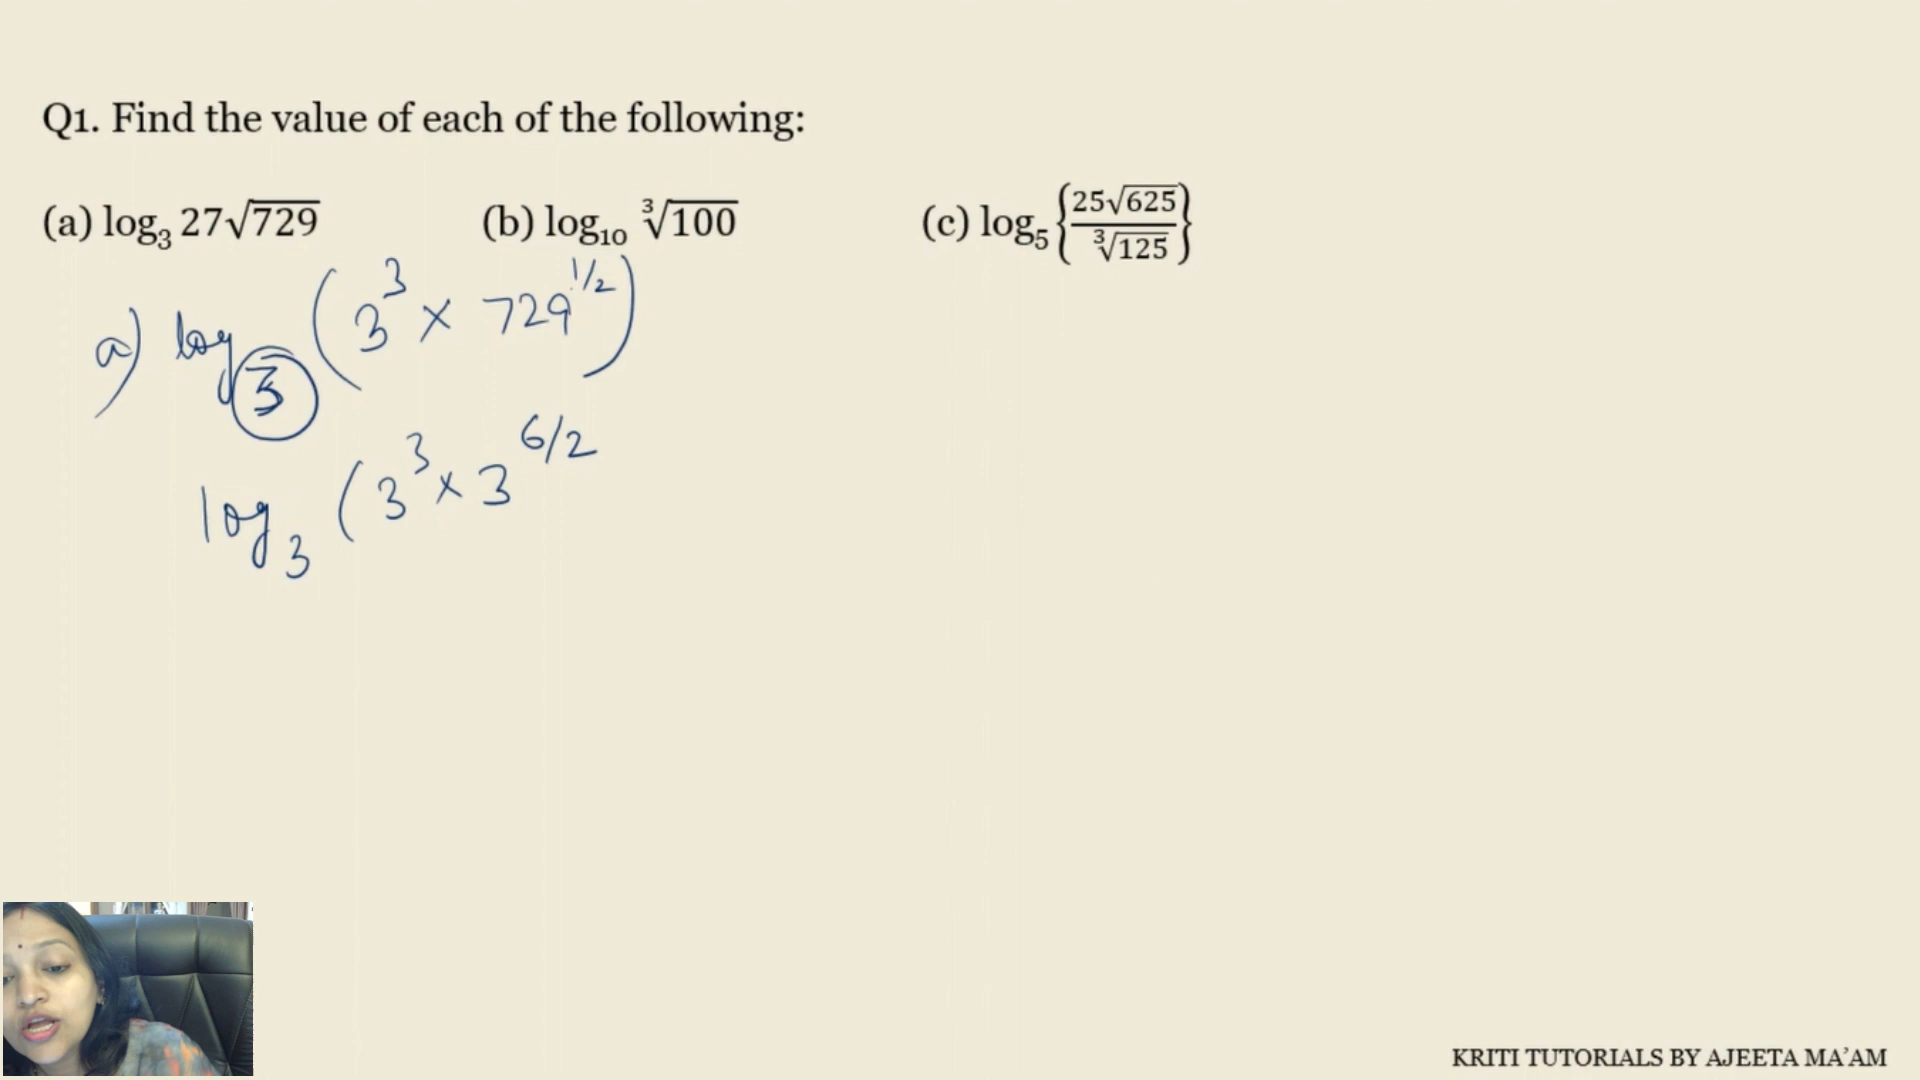 Q1. Find the value of each of the following:
(a) log₃ 27√729 (b) log₁₀ ∛100 (c) log₅ {25√625 / ∛125}
a) log₃ (3³ × 729^1/2)
log₃ (3³ × 3^6/2
KRITI TUTORIALS BY AJEETA MA’AM